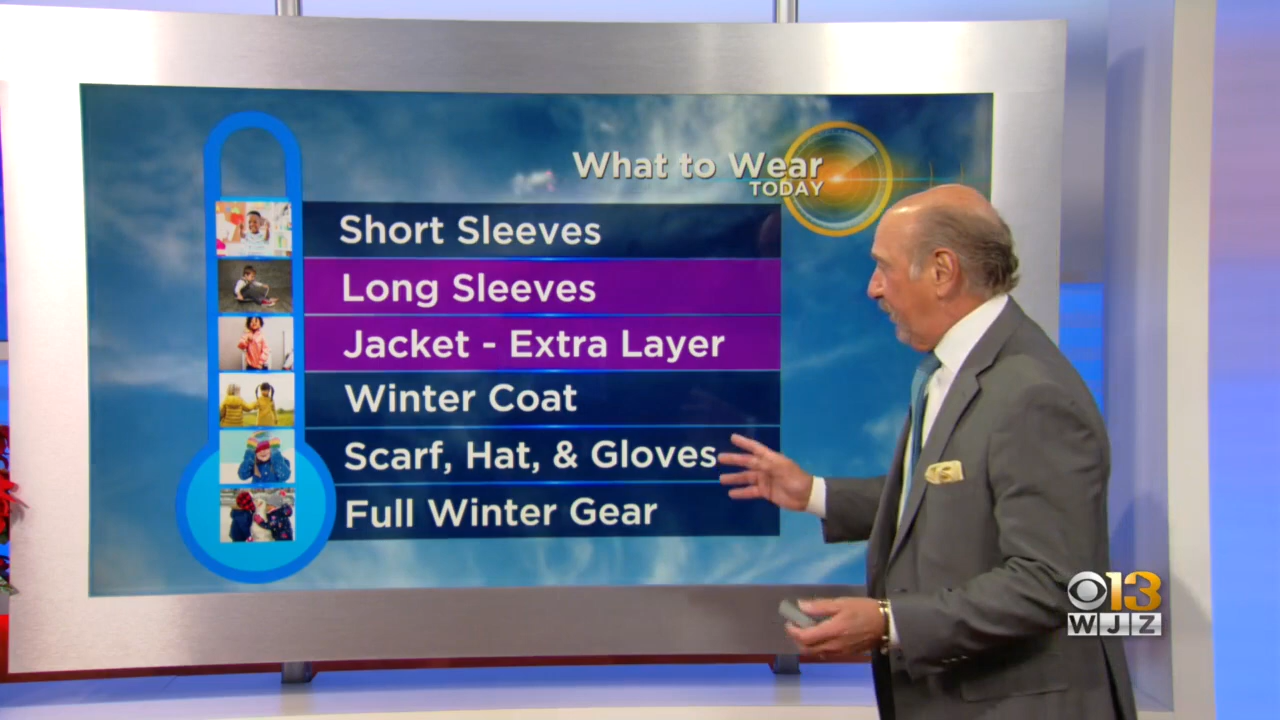 What to Wear
TODAY
Short Sleeves
Long Sleeves
Jacket - Extra Layer
Winter Coat
Scarf, Hat, & Gloves
Full Winter Gear
13
WJZ